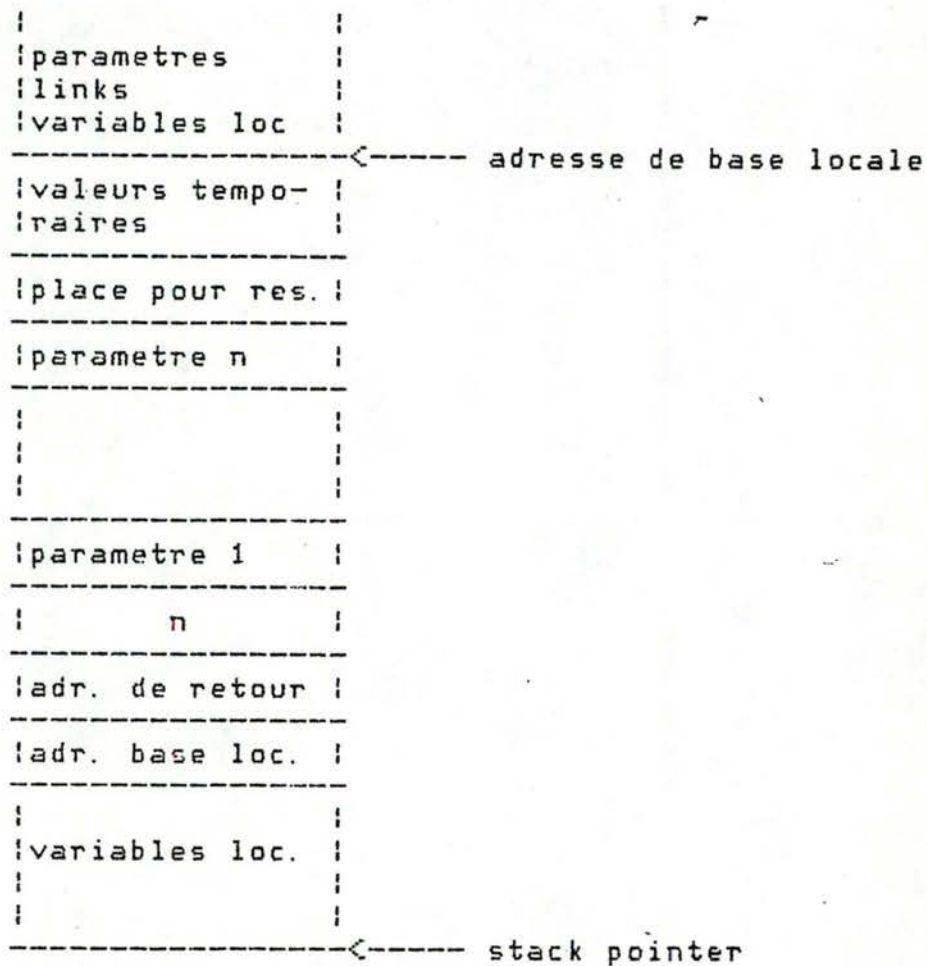 parametres
links
variables loc
<----- adresse de base locale
valeurs tempo-
raires
place pour res.
parametre n
parametre 1
n
adr. de retour
adr. base loc.
variables loc.
<----- stack pointer